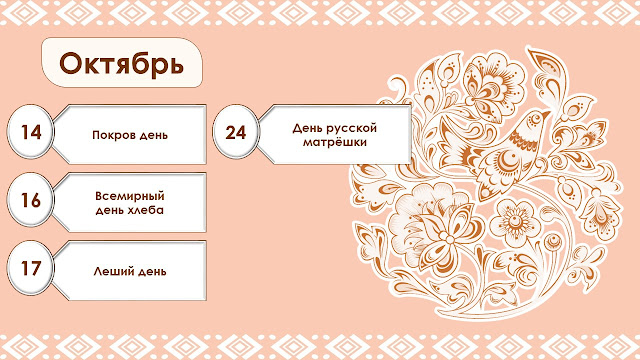 Октябрь
14
Покров день
16
Всемирный
день хлеба
17
Леший день
24
День русской
матрёшки